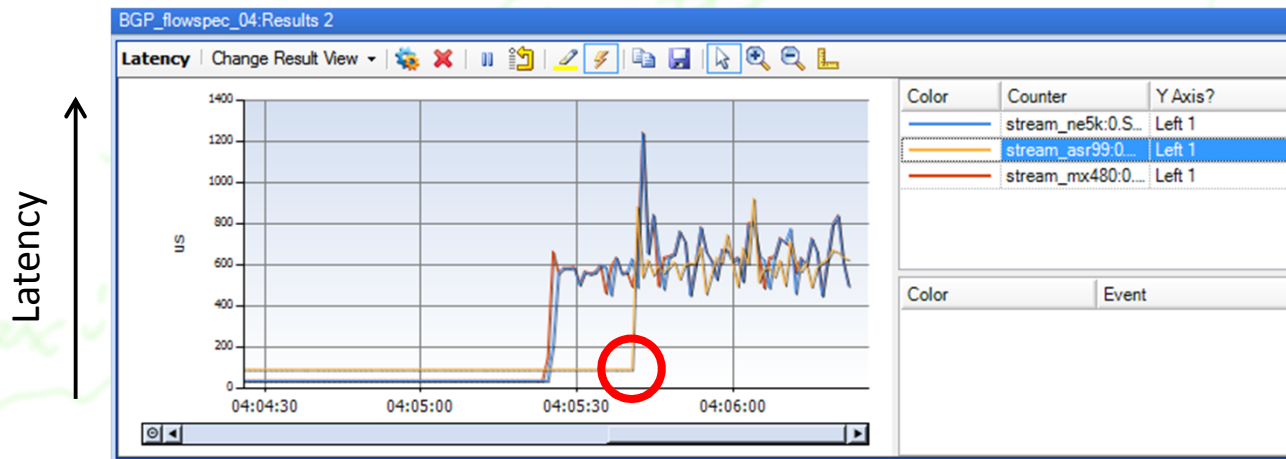 BGP_flowspec_04:Results 2
Latency Change Result View
Latency
us
1400
1200
1000
800
600
400
200
0
04:04:30 04:05:00 04:05:30 04:06:00
Color Counter Y Axis?
stream_ne5k:0.S... Left 1
stream_asr99:0.... Left 1
stream_mx480:0.... Left 1
Color Event